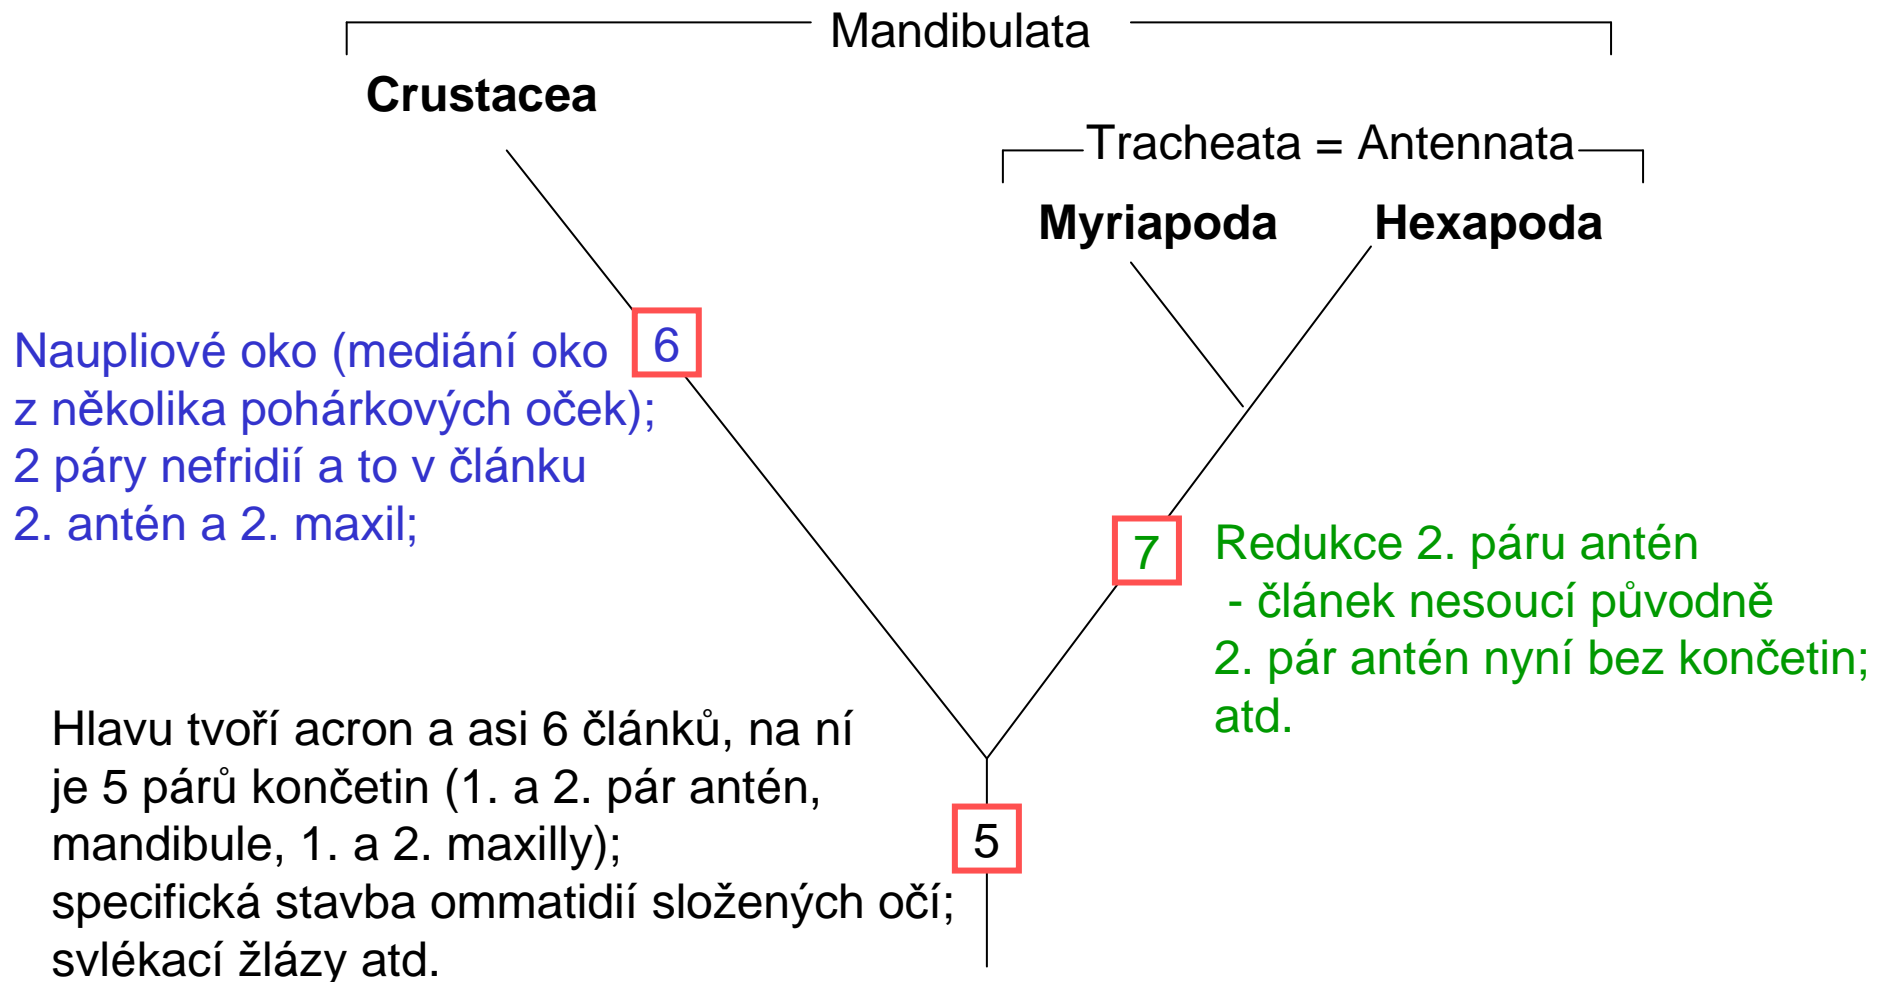 Mandibulata
Crustacea
Tracheata = Antennata
Myriapoda
Hexapoda
6
Naupliové oko (mediání oko
z několika pohárkových oček);
2 páry nefridií a to v článku
2. antén a 2. maxil;
7
Redukce 2. páru antén
- článek nesoucí původně
2. pár antén nyní bez končetin;
atd.
Hlavu tvoří acron a asi 6 článků, na ní
je 5 párů končetin (1. a 2. pár antén,
mandibule, 1. a 2. maxilly);
specifická stavba ommatidií složených očí;
svlékací žlázy atd.
5